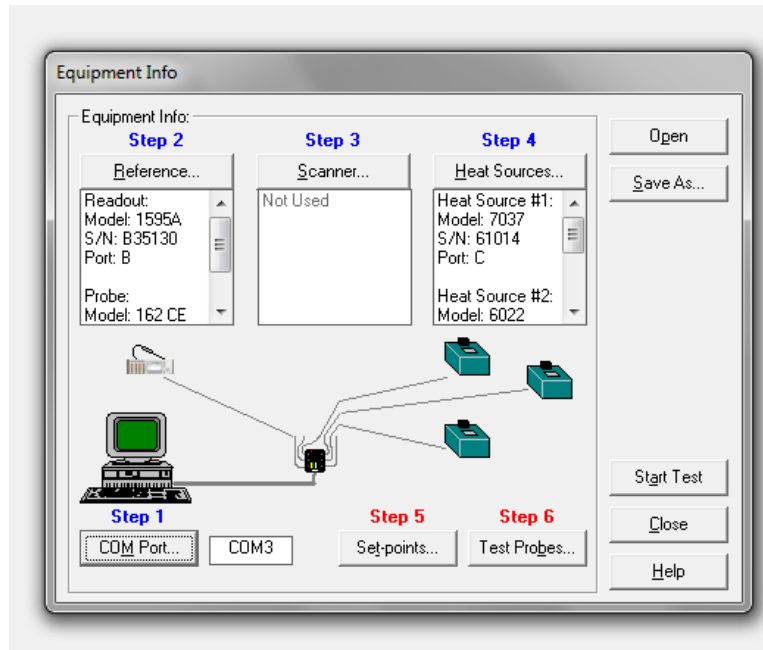 Equipment Info
Equipment Info:
Step 2
Reference...
Readout:
Model: 1595A
S/N: B35130
Port: B
Probe:
Model: 162 CE
Step 3
Scanner...
Not Used
Step 4
Heat Sources...
Heat Source #1:
Model: 7037
S/N: 61014
Port: C
Heat Source #2:
Model: 6022
Step 1
COM Port...
COM3
Step 5
Set-points...
Step 6
Test Probes...
Open
Save As...
Start Test
Close
Help